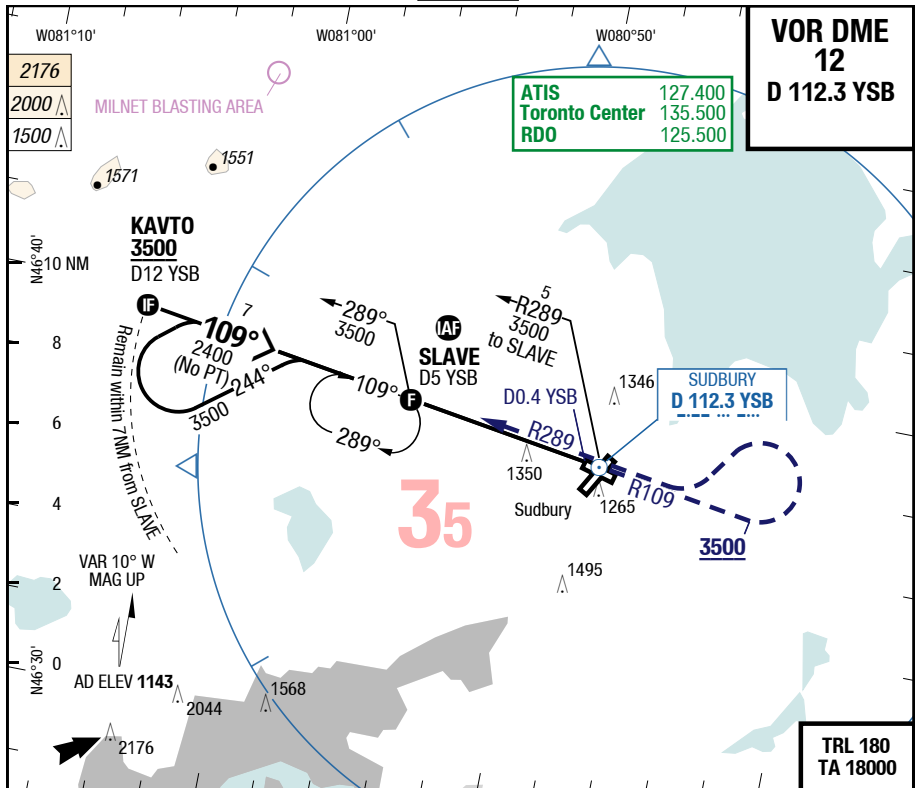 W081°10'
W081°00'
W080°50'
VOR DME
12
D 112.3 YSB
2176
2000
1500
MILNET BLASTING AREA
ATIS 127.400
Toronto Center 135.500
RDO 125.500
1571
1551
KAVTO
3500
D12 YSB
N46°40'
10 NM
IF
7
109°
2400
(No PT)
244°
3500
Remain within 7NM from SLAVE
289°
3500
IAF
SLAVE
D5 YSB
5
R289
3500
to SLAVE
8
109°
F
289°
D0.4 YSB
1346
SUDBURY
D 112.3 YSB
6
R289
1350
Sudbury
1265
R109
3500
35
4
1495
VAR 10° W
MAG UP
2
N46°30'
0
AD ELEV 1143
2044
1568
2176
TRL 180
TA 18000